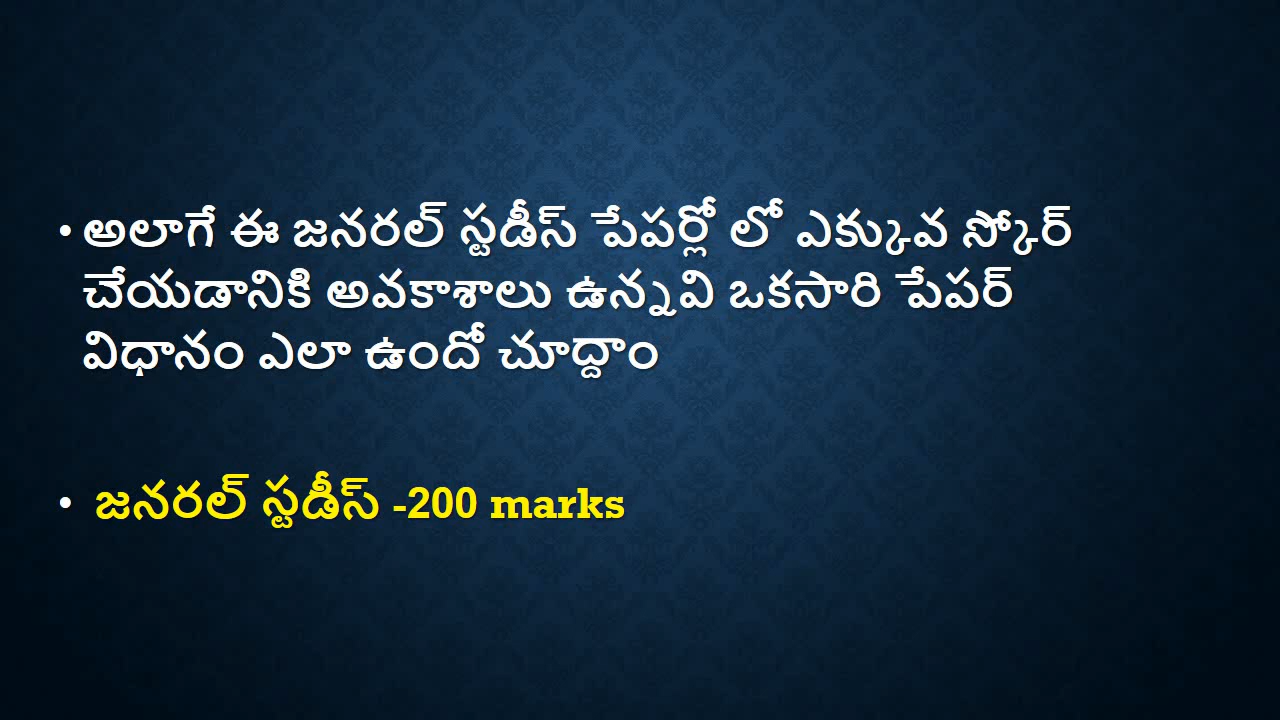 • అలాగే ఈ జనరల్ స్టడీస్ పేపర్లో లో ఎక్కువ స్కోర్
చేయడానికి అవకాశాలు ఉన్నవి ఒకసారి పేపర్
విధానం ఎలా ఉందో చూద్దాం
• జనరల్ స్టడీస్ -200 marks